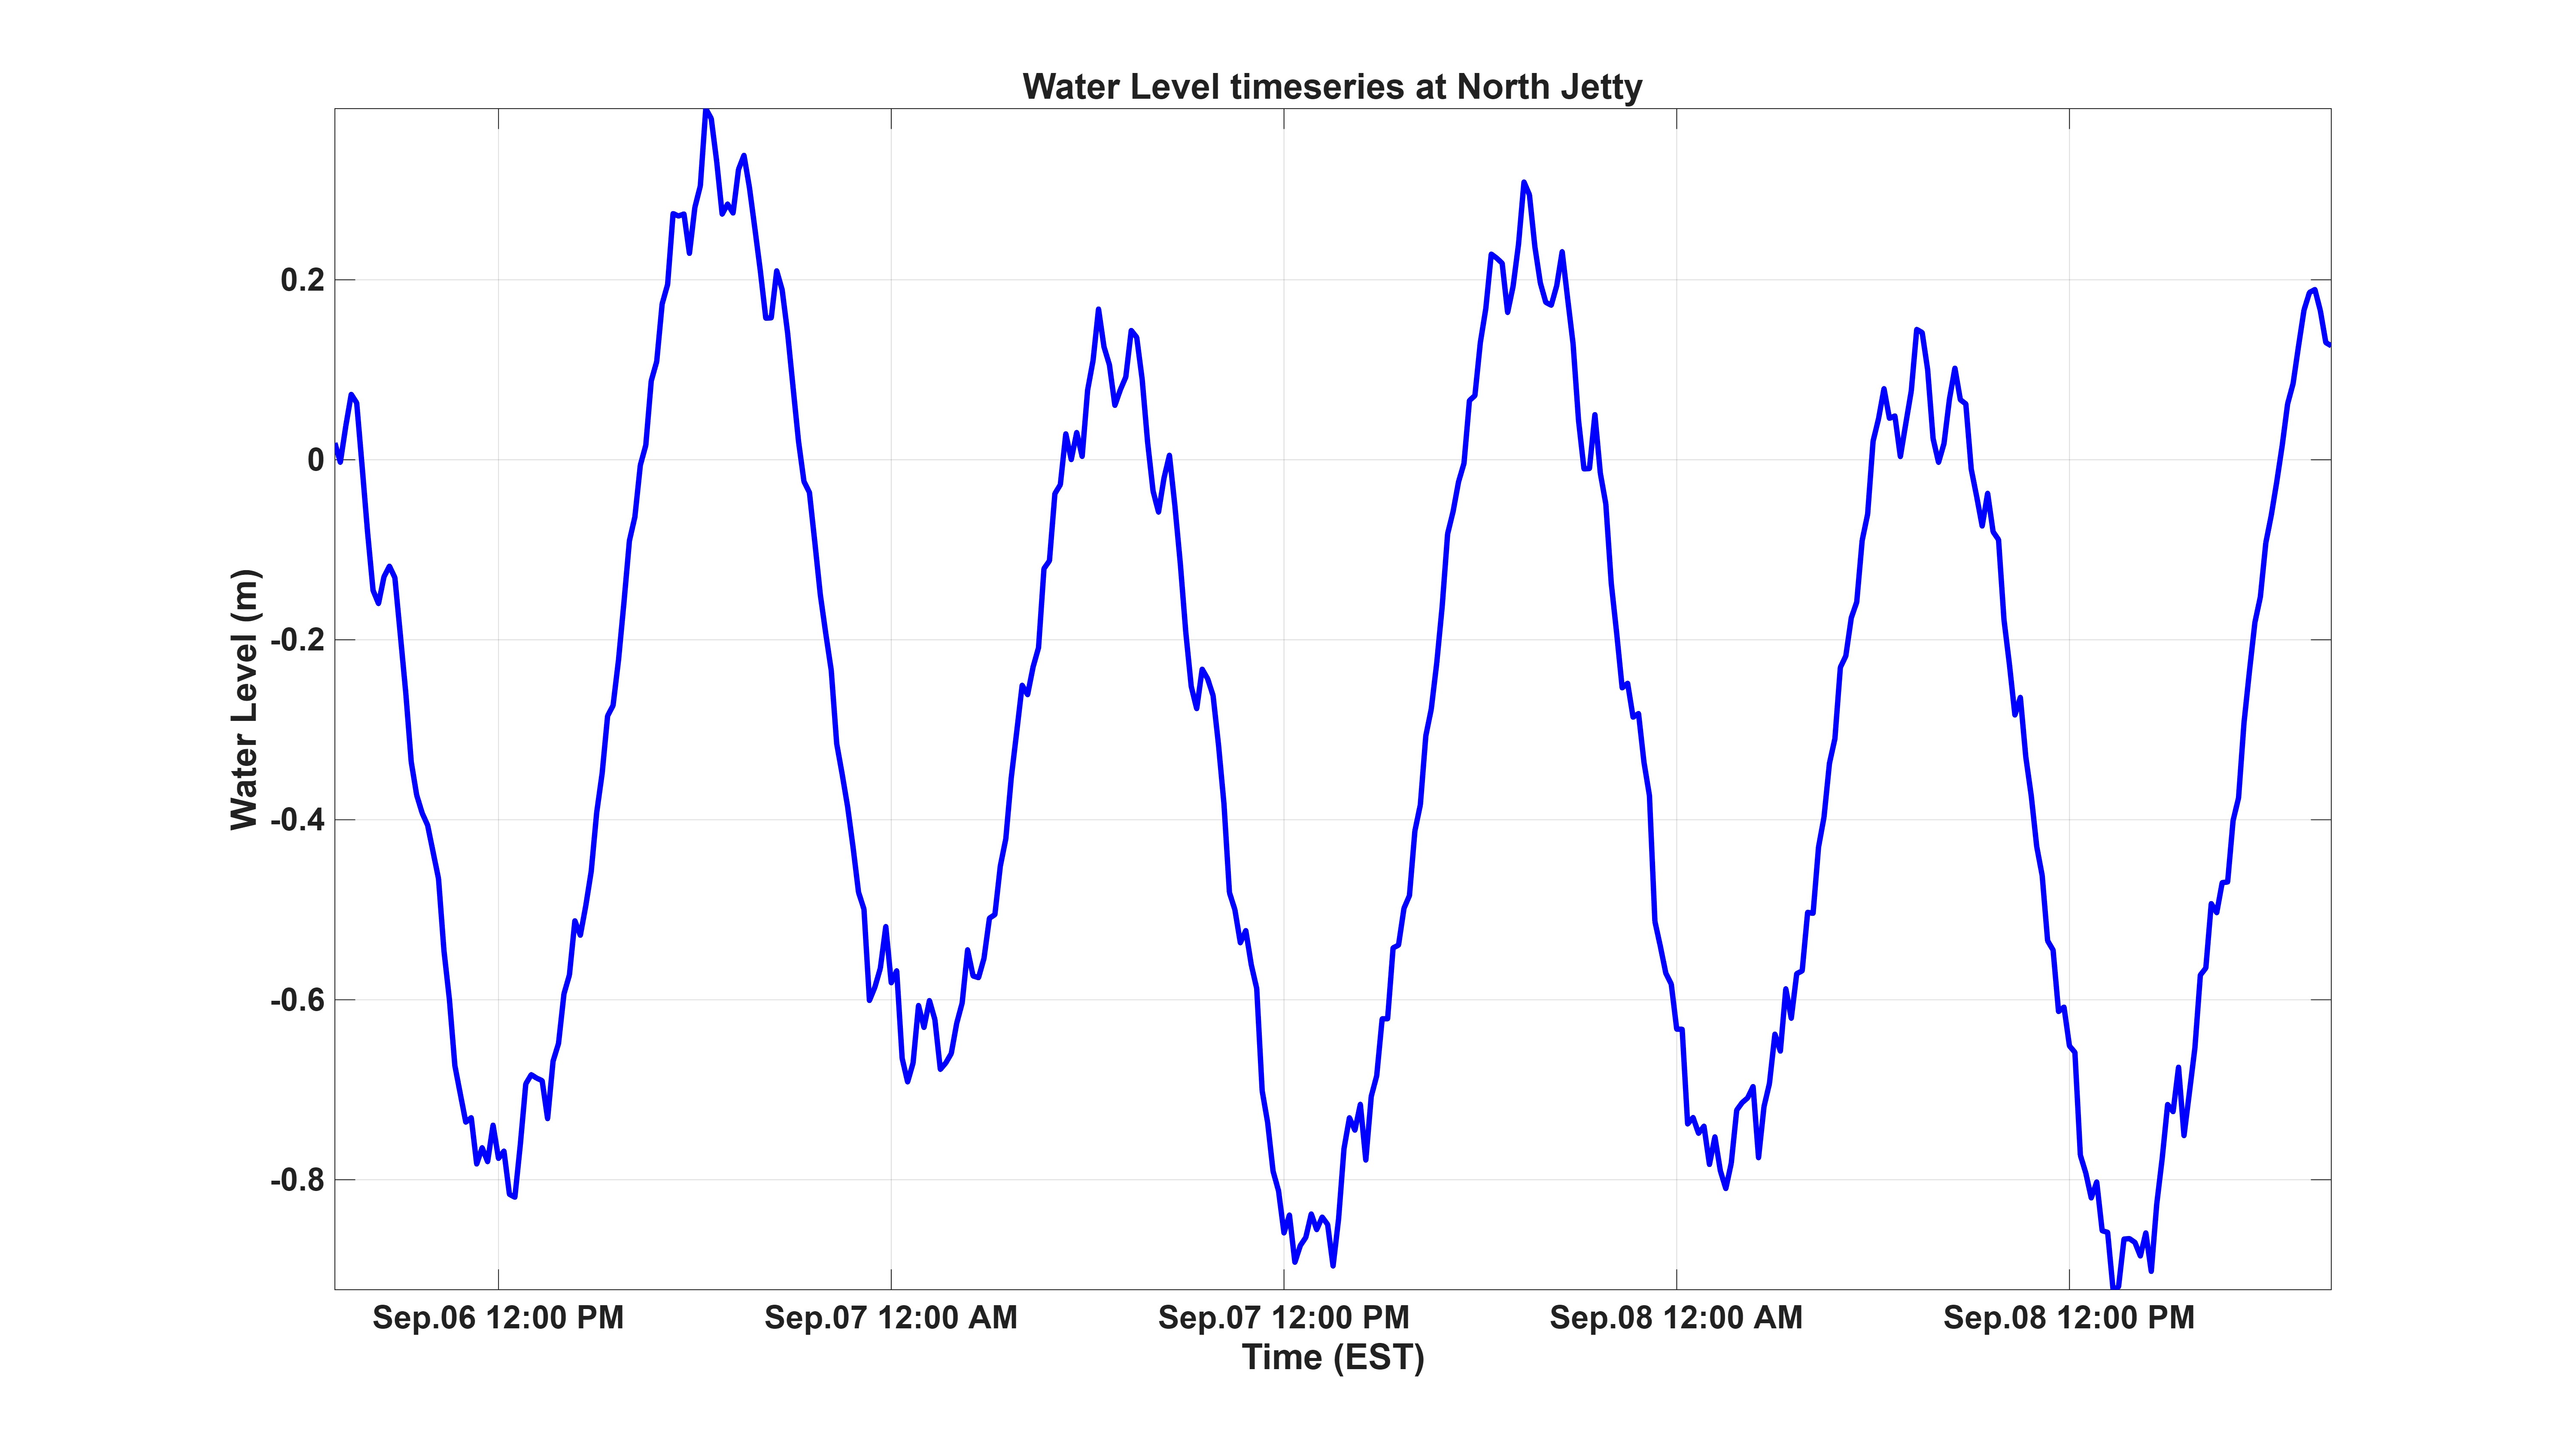 Water Level timeseries at North Jetty
Water Level (m)
0.2
0
-0.2
-0.4
-0.6
-0.8
Sep.06 12:00 PM
Sep.07 12:00 AM
Sep.07 12:00 PM
Sep.08 12:00 AM
Sep.08 12:00 PM
Time (EST)